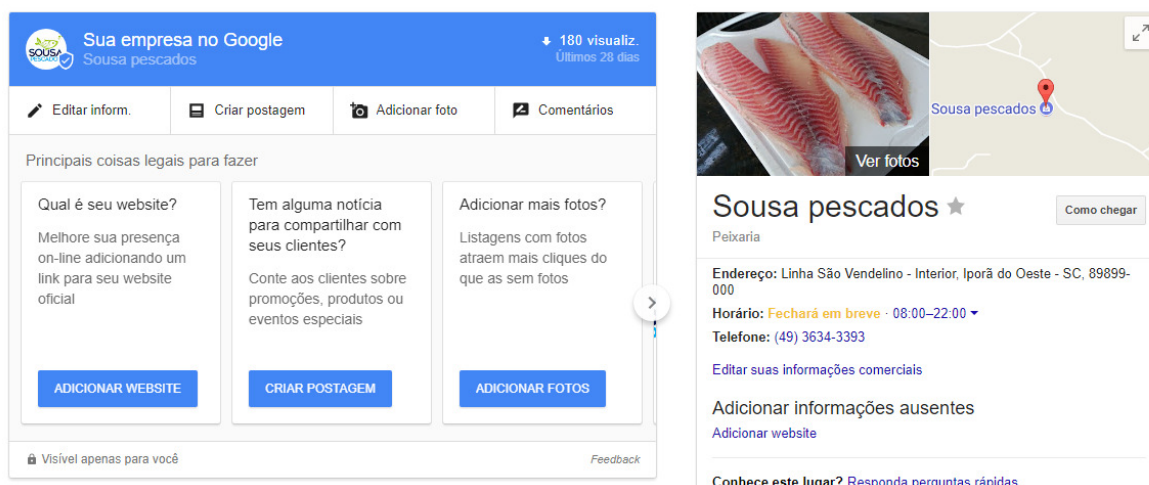 SOUSA
PESCADO
Sua empresa no Google
Sousa pescados
180 visualiz.
Últimos 28 dias
Editar inform.
Criar postagem
Adicionar foto
Comentários
Principais coisas legais para fazer
Qual é seu website?
Melhore sua presença
on-line adicionando um
link para seu website
oficial
ADICIONAR WEBSITE
Tem alguma notícia
para compartilhar com
seus clientes?
Conte aos clientes sobre
promoções, produtos ou
eventos especiais
CRIAR POSTAGEM
Adicionar mais fotos?
Listagens com fotos
atraem mais cliques do
que as sem fotos
ADICIONAR FOTOS
Visível apenas para você
Feedback
Ver fotos
Sousa pescados
Sousa pescados
Como chegar
Peixaria
Endereço: Linha São Vendelino - Interior, Iporã do Oeste - SC, 89899-
000
Horário: Fechará em breve · 08:00–22:00
Telefone: (49) 3634-3393
Editar suas informações comerciais
Adicionar informações ausentes
Adicionar website
Conhece este lugar? Responda perguntas rápidas